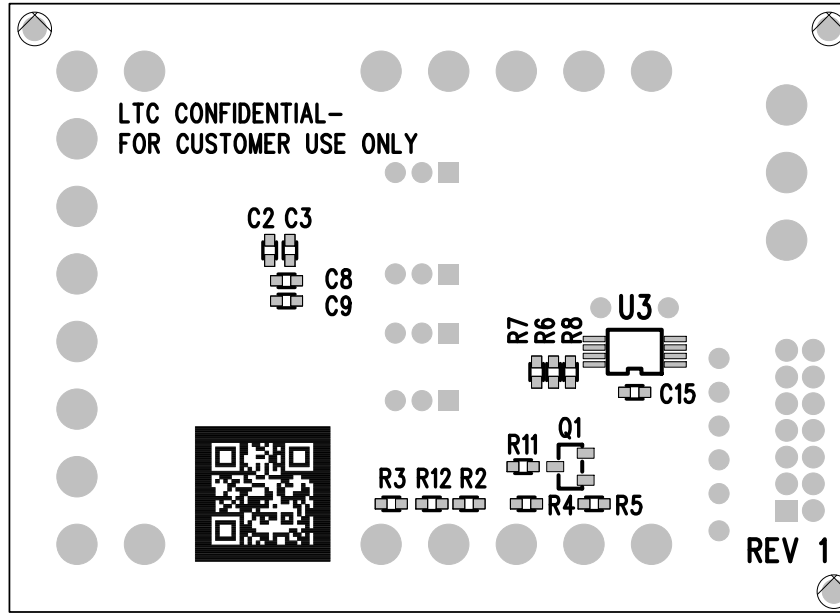 LTC CONFIDENTIAL-
FOR CUSTOMER USE ONLY
C2 C3
C8
C9
U3
R7 R6 R8
C15
Q1
R11
R3 R12 R2
R4 R5
REV 1